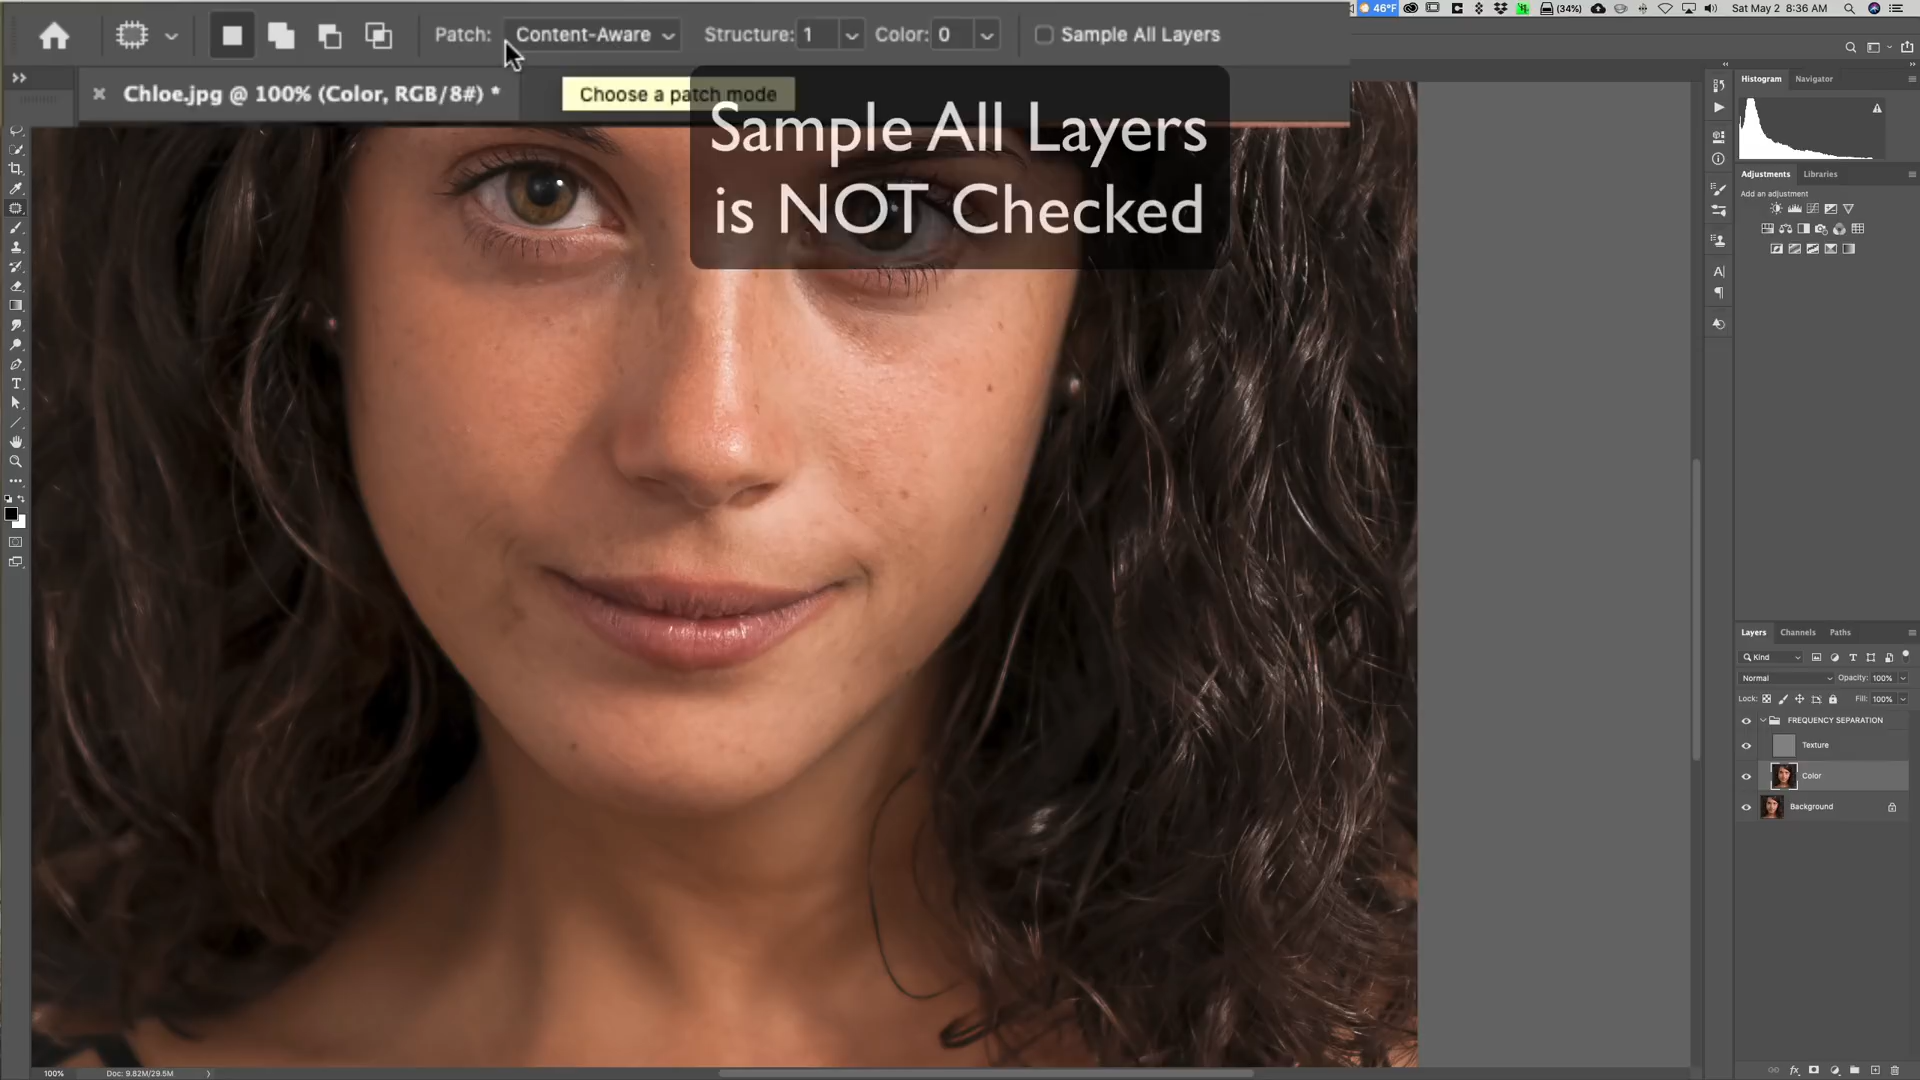 46°F
(34%)
Sat May 2 8:36 AM
Patch: Content-Aware Structure: 1 Color: 0 Sample All Layers
Chloe.jpg @ 100% (Color, RGB/8#) *
Choose a patch mode
Sample All Layers
is NOT Checked
Histogram Navigator
Adjustments Libraries
Add an adjustment
Layers Channels Paths
Kind
Normal Opacity: 100%
Lock: Fill: 100%
FREQUENCY SEPARATION
Texture
Color
Background
100% Doc: 9.82M/29.5M